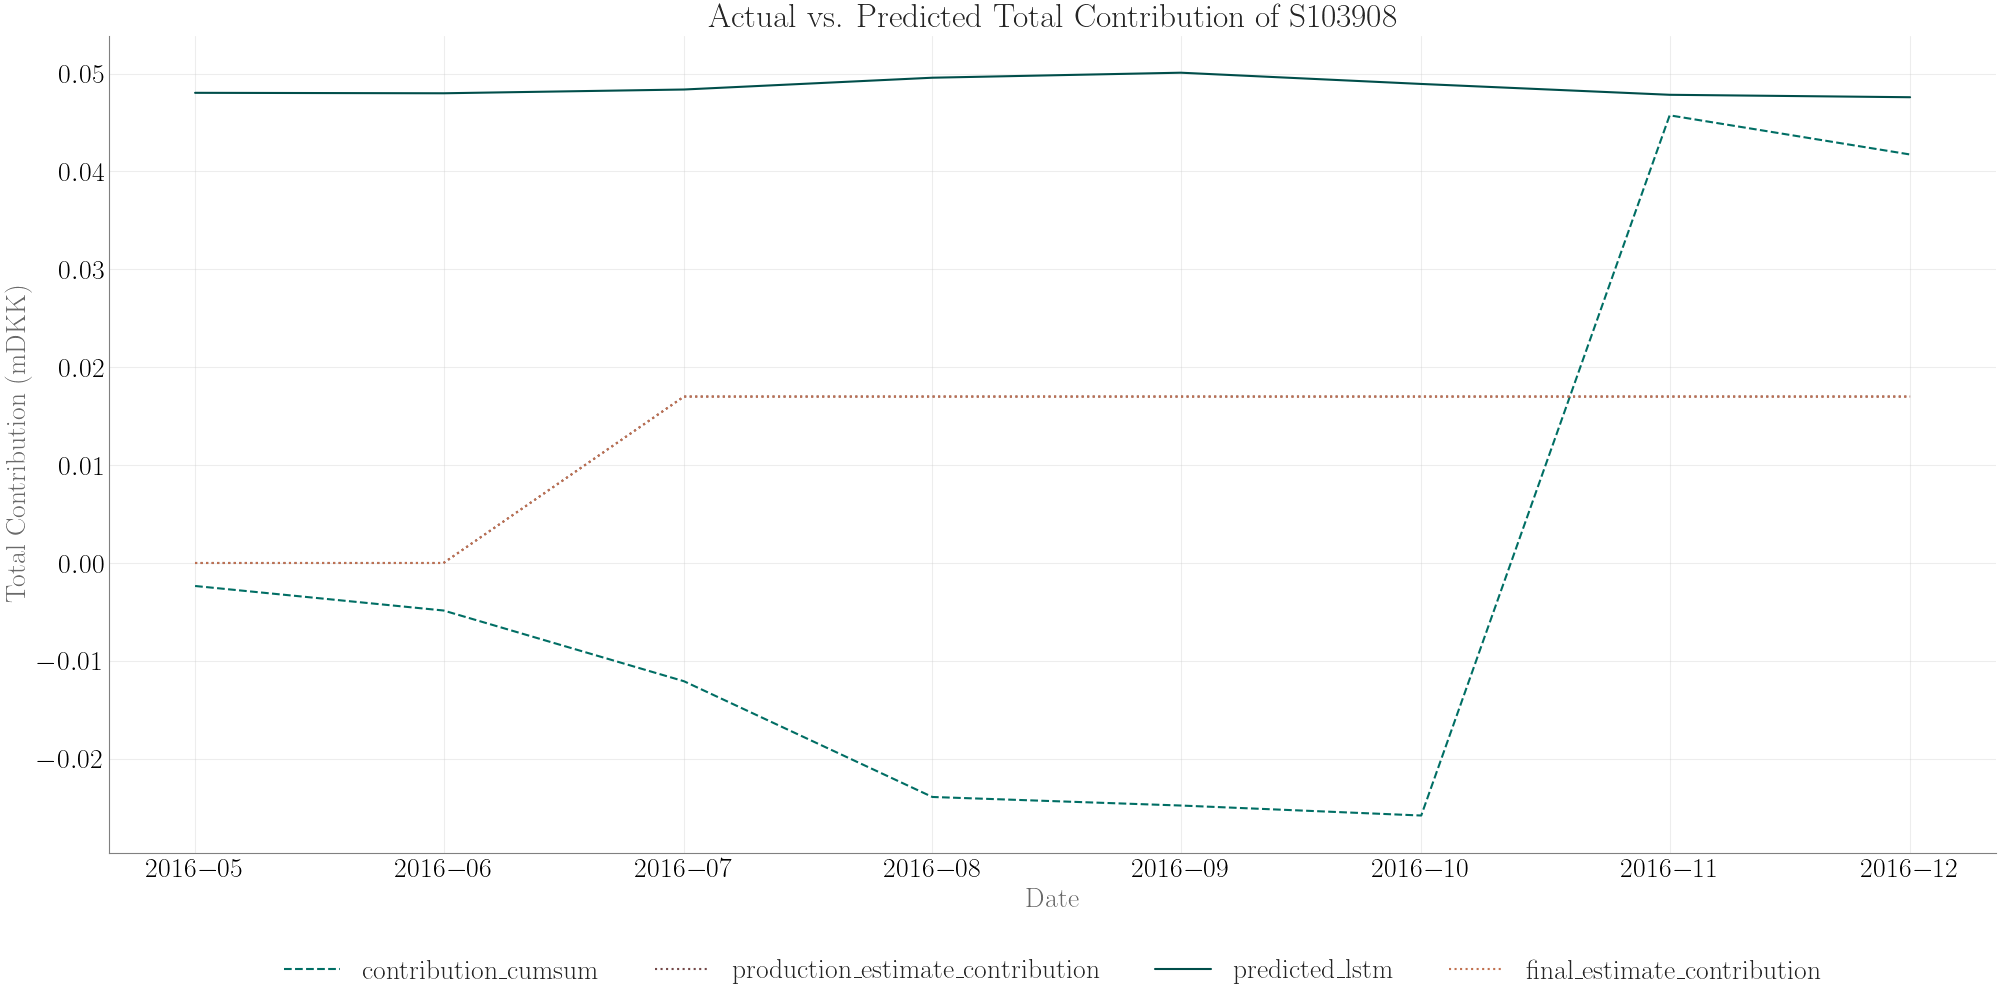 Actual vs. Predicted Total Contribution of S103908
Total Contribution (mDKK)
0.05
0.04
0.03
0.02
0.01
0.00
−0.01
−0.02
2016−05 2016−06 2016−07 2016−08 2016−09 2016−10 2016−11 2016−12
Date
contribution_cumsum production_estimate_contribution predicted_lstm final_estimate_contribution